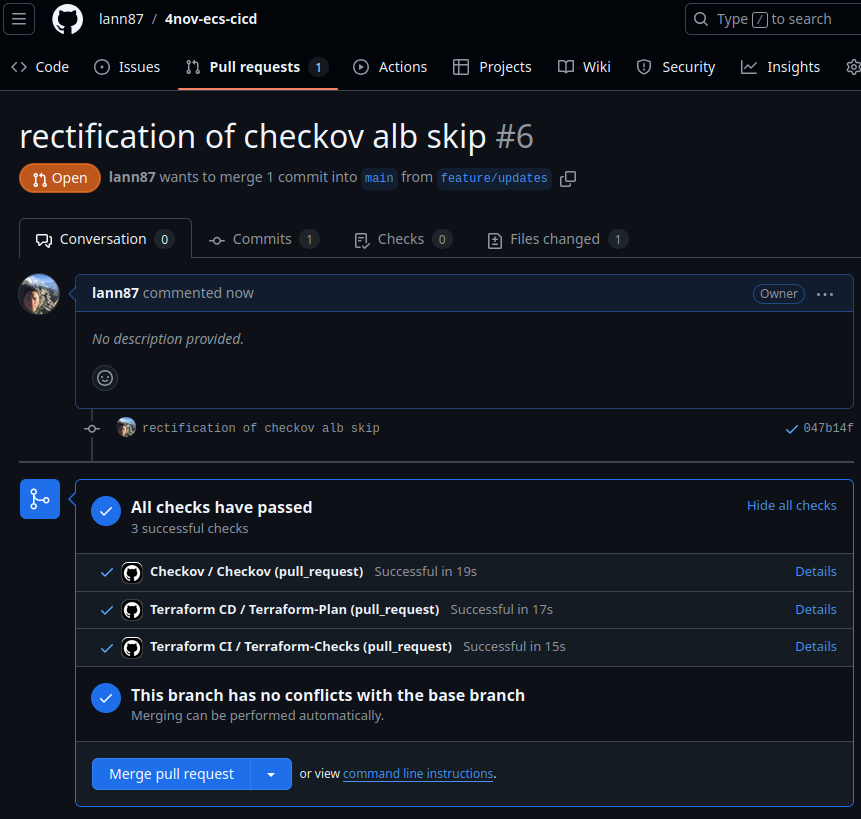 lann87 / 4nov-ecs-cicd
Type / to search
Code Issues Pull requests 1 Actions Projects Wiki Security Insights
rectification of checkov alb skip #6
Open lann87 wants to merge 1 commit into main from feature/updates
Conversation 0 Commits 1 Checks 0 Files changed 1
lann87 commented now Owner
No description provided.
rectification of checkov alb skip 047b14f
All checks have passed Hide all checks
3 successful checks
Checkov / Checkov (pull_request) Successful in 19s Details
Terraform CD / Terraform-Plan (pull_request) Successful in 17s Details
Terraform CI / Terraform-Checks (pull_request) Successful in 15s Details
This branch has no conflicts with the base branch
Merging can be performed automatically.
Merge pull request or view command line instructions.